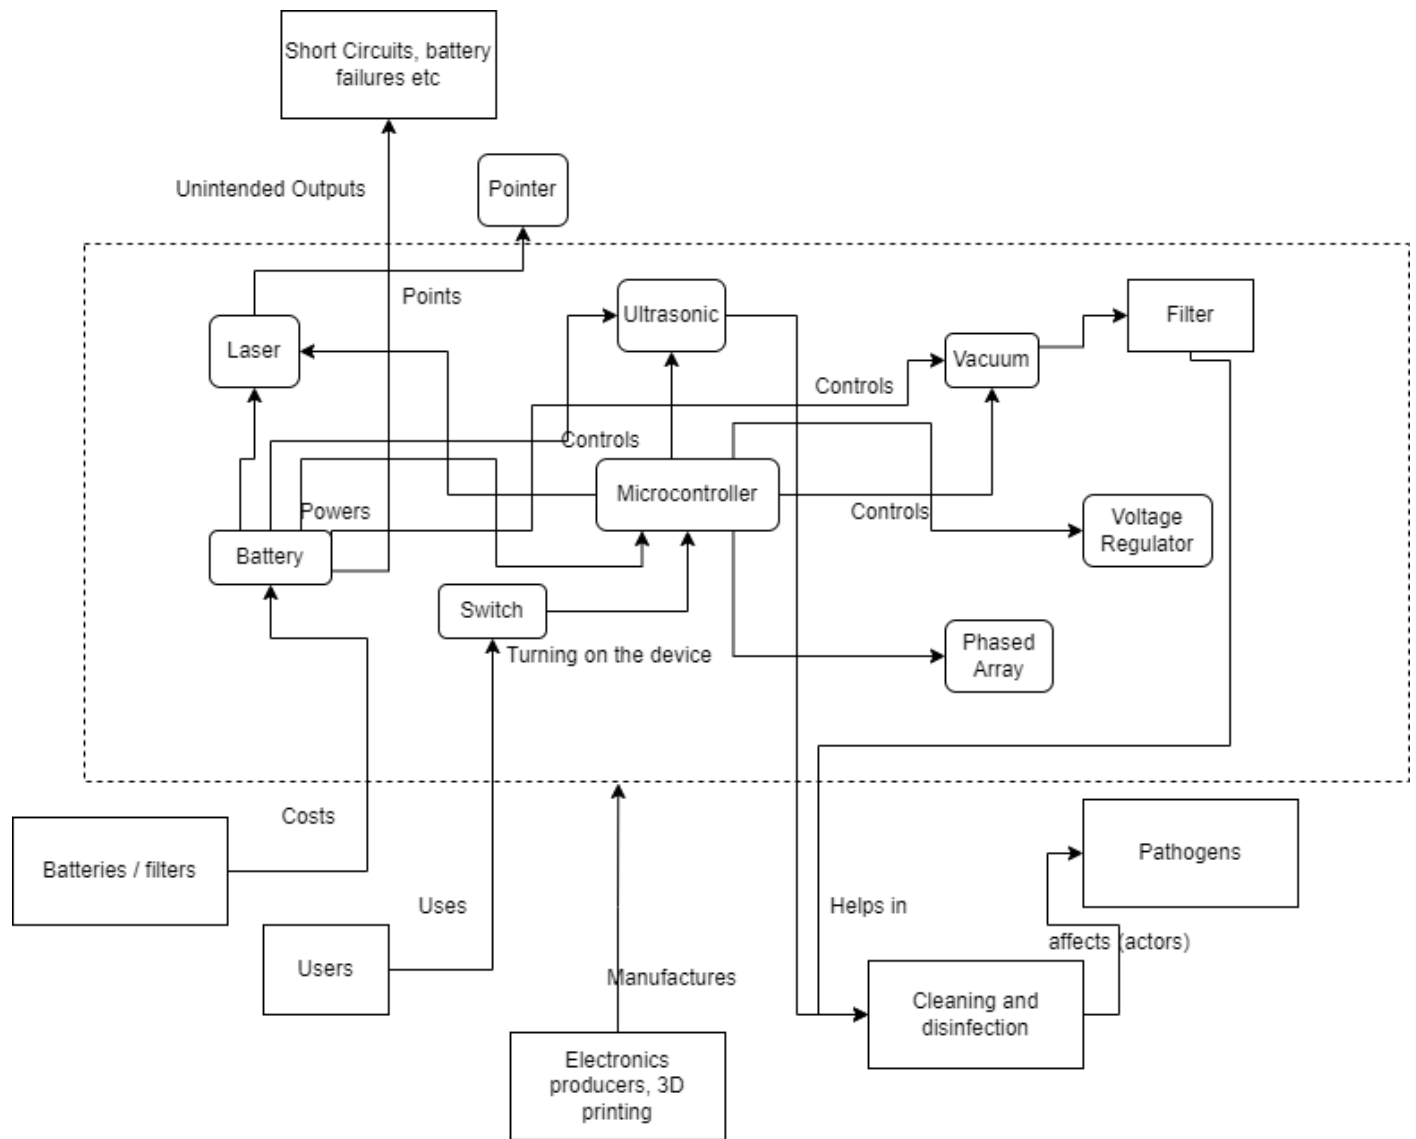 Short Circuits, battery
failures etc
Unintended Outputs
Pointer
Points
Ultrasonic
Filter
Laser
Vacuum
Controls
Controls
Microcontroller
Powers
Controls
Voltage
Regulator
Battery
Switch
Turning on the device
Phased
Array
Costs
Batteries / filters
Pathogens
Uses
Helps in
affects (actors)
Users
Manufactures
Cleaning and
disinfection
Electronics
producers, 3D
printing